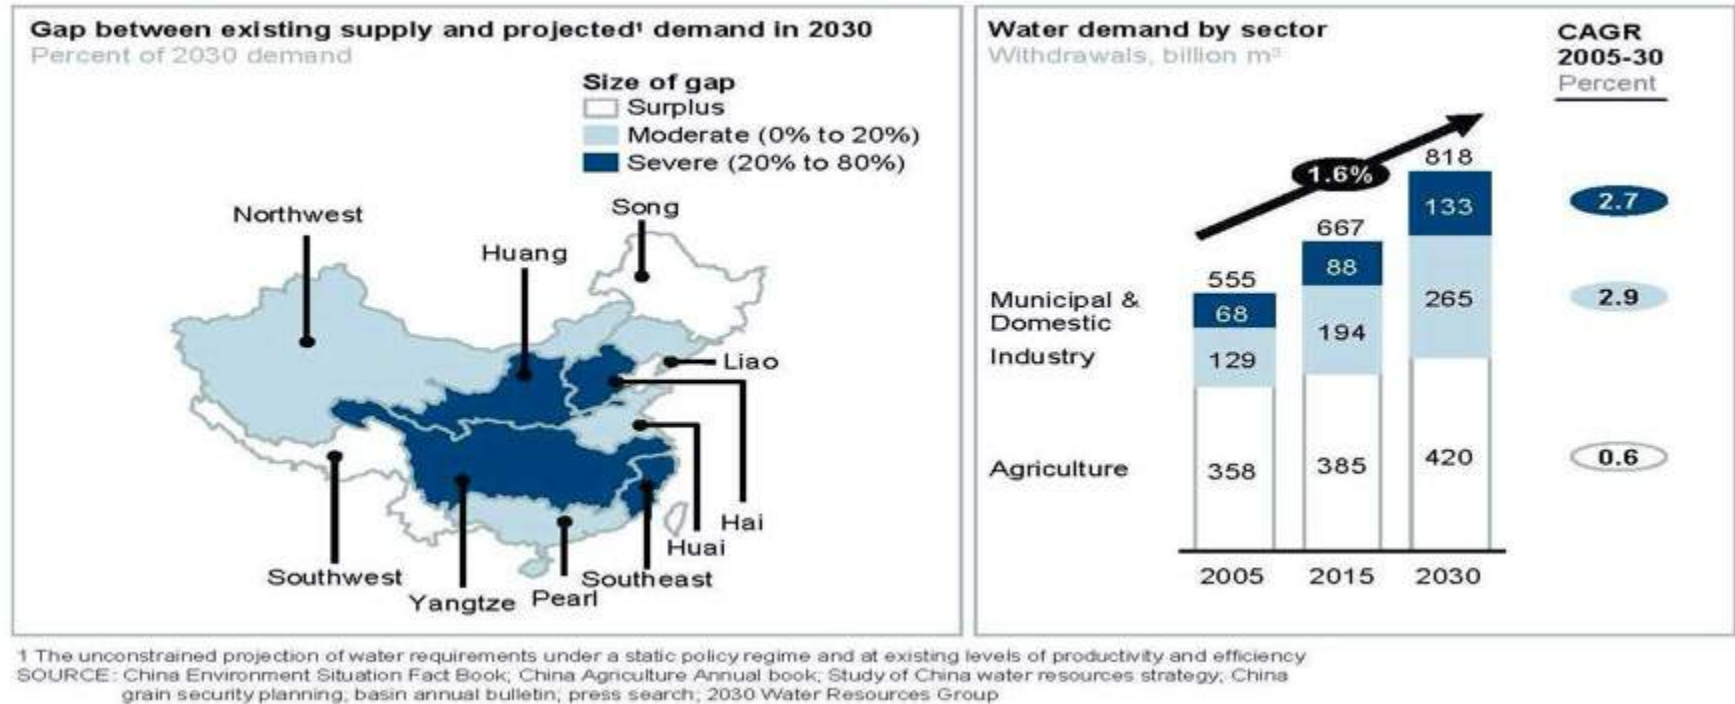 Gap between existing supply and projected¹ demand in 2030
Percent of 2030 demand
Size of gap
Surplus
Moderate (0% to 20%)
Severe (20% to 80%)
Northwest
Song
Huang
Liao
Hai
Huai
Southwest
Southeast
Yangtze
Pearl
Water demand by sector
Withdrawals, billion m³
CAGR
2005-30
Percent
1.6%
818
133
2.7
667
88
555
68
Municipal &
Domestic
265
2.9
194
Industry
129
Agriculture
358
385
420
0.6
2005
2015
2030
1 The unconstrained projection of water requirements under a static policy regime and at existing levels of productivity and efficiency
SOURCE: China Environment Situation Fact Book; China Agriculture Annual book; Study of China water resources strategy; China
grain security planning; basin annual bulletin; press search; 2030 Water Resources Group